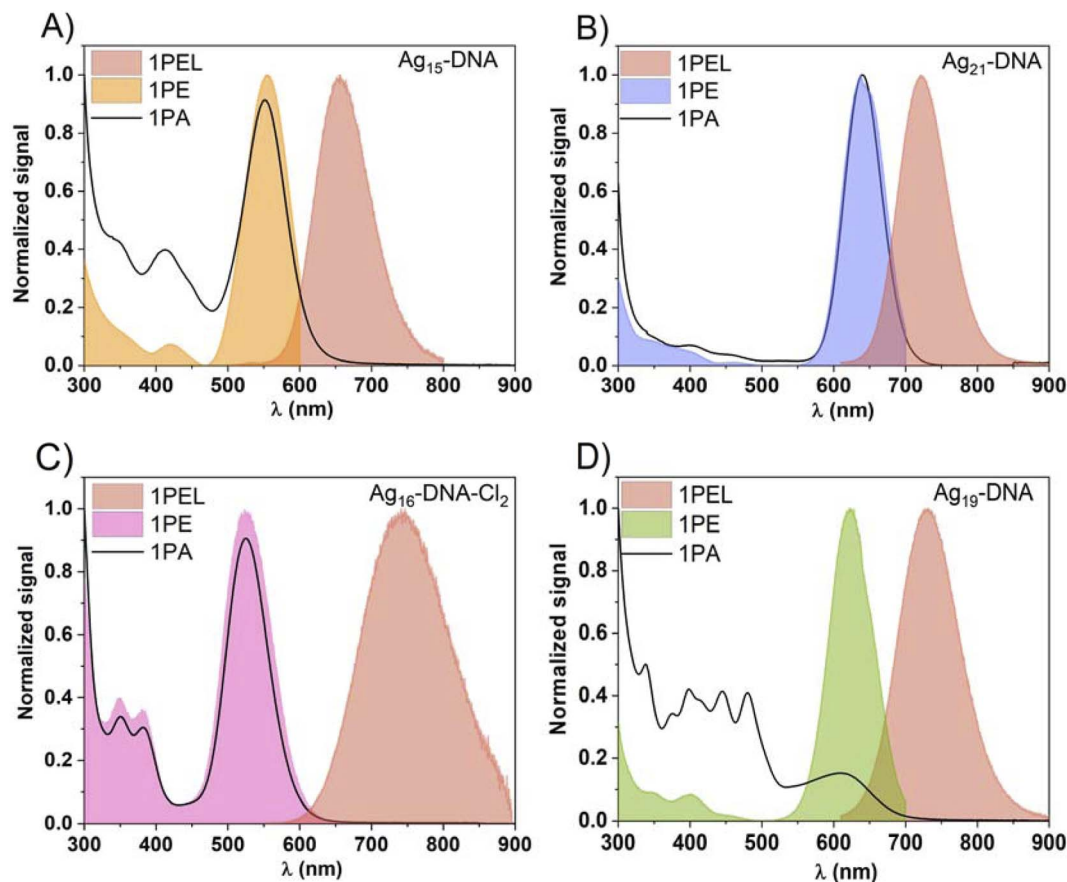 A)
1PEL
1PE
1PA
Ag₁₅-DNA
1.0
0.8
0.6
0.4
0.2
0.0
Normalized signal
300 400 500 600 700 800 900
λ (nm)
B)
1PEL
1PE
1PA
Ag₂₁-DNA
1.0
0.8
0.6
0.4
0.2
0.0
Normalized signal
300 400 500 600 700 800 900
λ (nm)
C)
1PEL
1PE
1PA
Ag₁₆-DNA-Cl₂
1.0
0.8
0.6
0.4
0.2
0.0
Normalized signal
300 400 500 600 700 800 900
λ (nm)
D)
1PEL
1PE
1PA
Ag₁₉-DNA
1.0
0.8
0.6
0.4
0.2
0.0
Normalized signal
300 400 500 600 700 800 900
λ (nm)